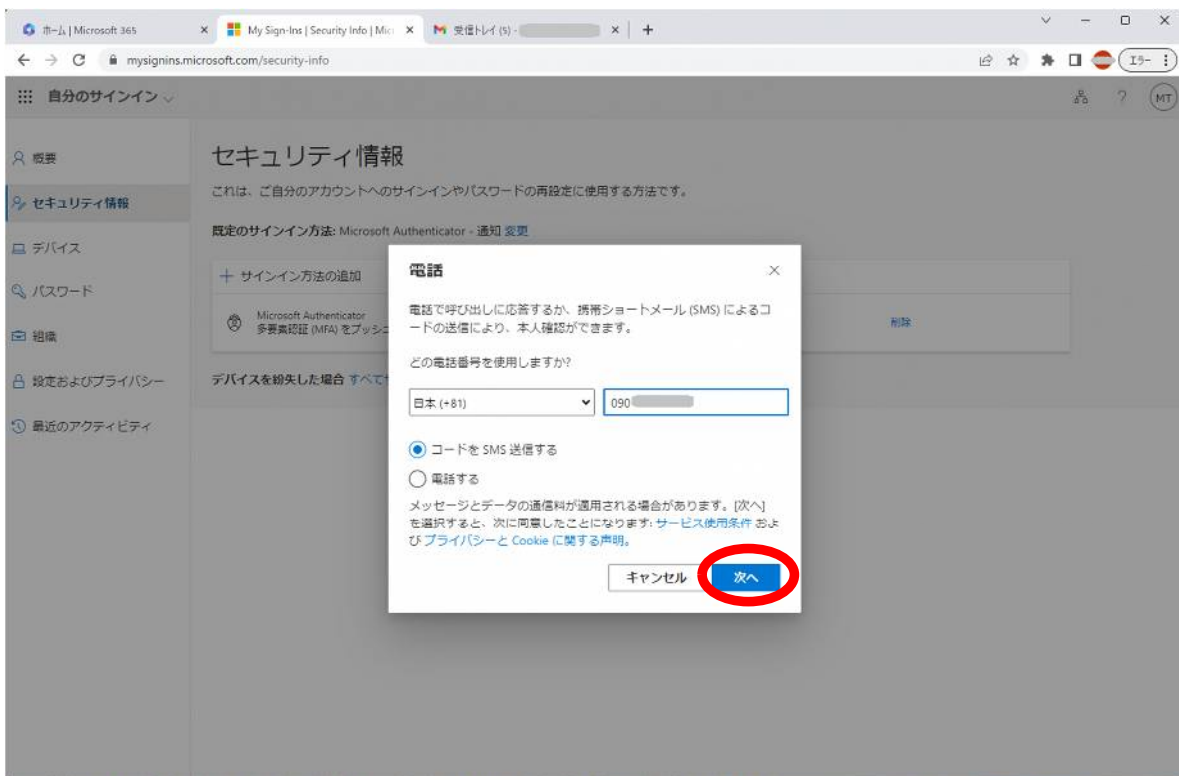 ホーム | Microsoft 365
My Sign-Ins | Security Info | Mic
受信トレイ (5) -
mysignins.microsoft.com/security-info
エラー
自分のサインイン
?
MT
概要
セキュリティ情報
デバイス
パスワード
組織
設定およびプライバシー
最近のアクティビティ
セキュリティ情報
これは、ご自分のアカウントへのサインインやパスワードの再設定に使用する方法です。
既定のサインイン方法: Microsoft Authenticator - 通知 変更
サインイン方法の追加
Microsoft Authenticator
多要素認証 (MFA) をプッシュ
削除
デバイスを紛失した場合 すべて
電話
電話で呼び出しに応答するか、携帯ショートメール (SMS) によるコ
ードの送信により、本人確認ができます。
どの電話番号を使用しますか?
日本 (+81)
090
コードを SMS 送信する
電話する
メッセージとデータの通信料が適用される場合があります。[次へ]
を選択すると、次に同意したことになります: サービス使用条件 およ
び プライバシーと Cookie に関する声明。
キャンセル
次へ